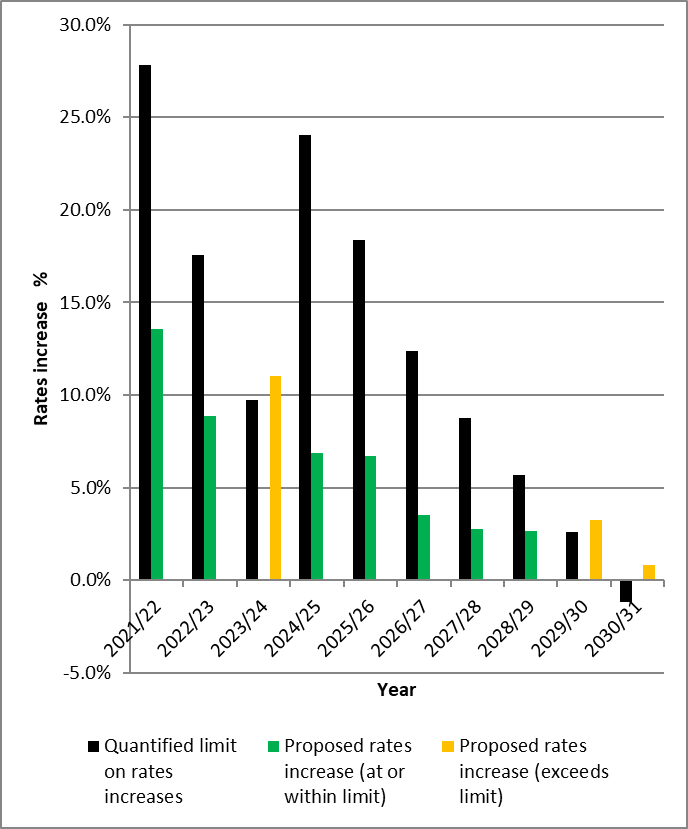 30.0%
25.0%
20.0%
15.0%
10.0%
5.0%
0.0%
-5.0%
Rates increase %
2021/22
2022/23
2023/24
2024/25
2025/26
2026/27
2027/28
2028/29
2029/30
2030/31
Year
Quantified limit
on rates
increases
Proposed rates
increase (at or
within limit)
Proposed rates
increase (exceeds
limit)